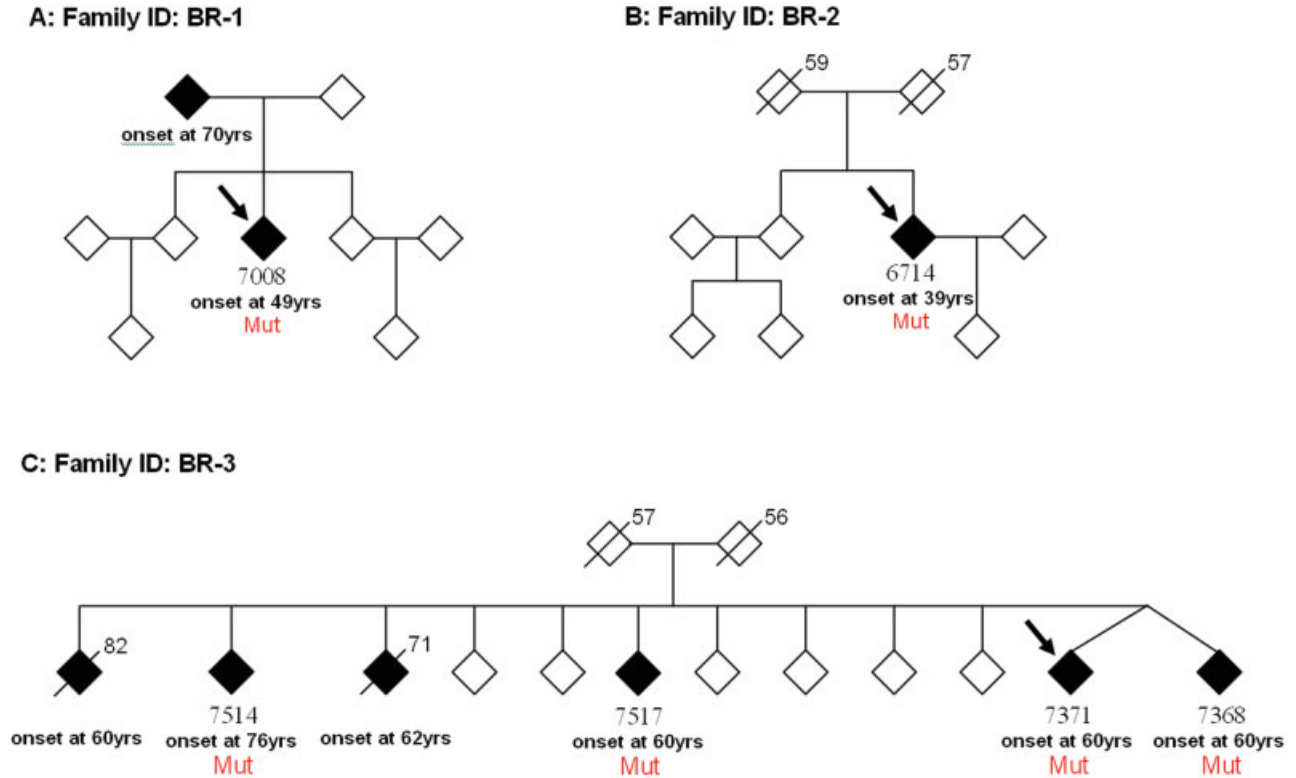 A: Family ID: BR-1
B: Family ID: BR-2
59
57
onset at 70yrs
7008
onset at 49yrs
Mut
6714
onset at 39yrs
Mut
C: Family ID: BR-3
57
56
82
71
onset at 60yrs
7514
onset at 76yrs
Mut
onset at 62yrs
7517
onset at 60yrs
Mut
7371
onset at 60yrs
Mut
7368
onset at 60yrs
Mut